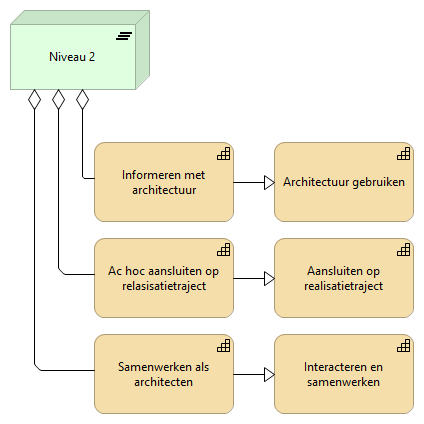 Niveau 2
Informeren met
architectuur
Architectuur gebruiken
Ac hoc aansluiten op
relasisatietraject
Aansluiten op
realisatietraject
Samenwerken als
architecten
Interacteren en
samenwerken